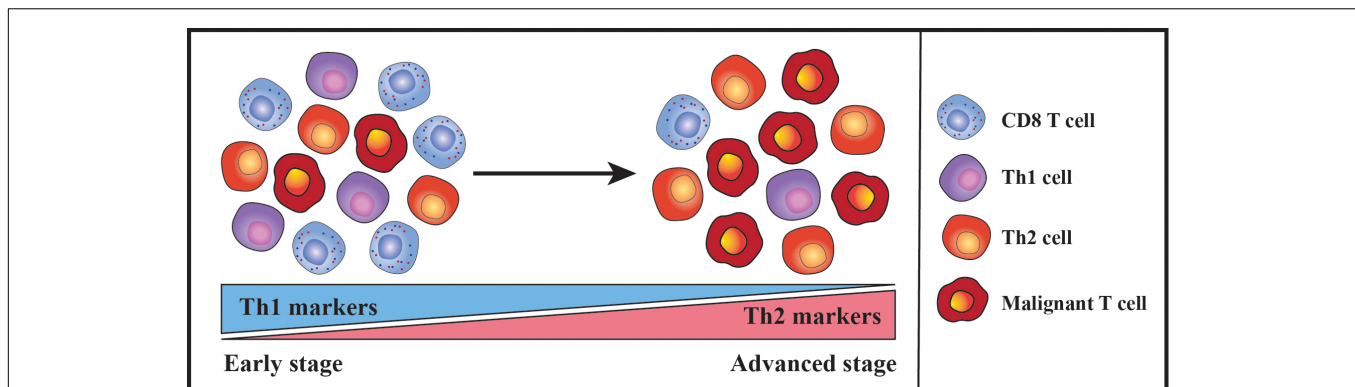 CD8 T cell
Th1 cell
Th2 cell
Malignant T cell
Th1 markers
Th2 markers
Early stage
Advanced stage